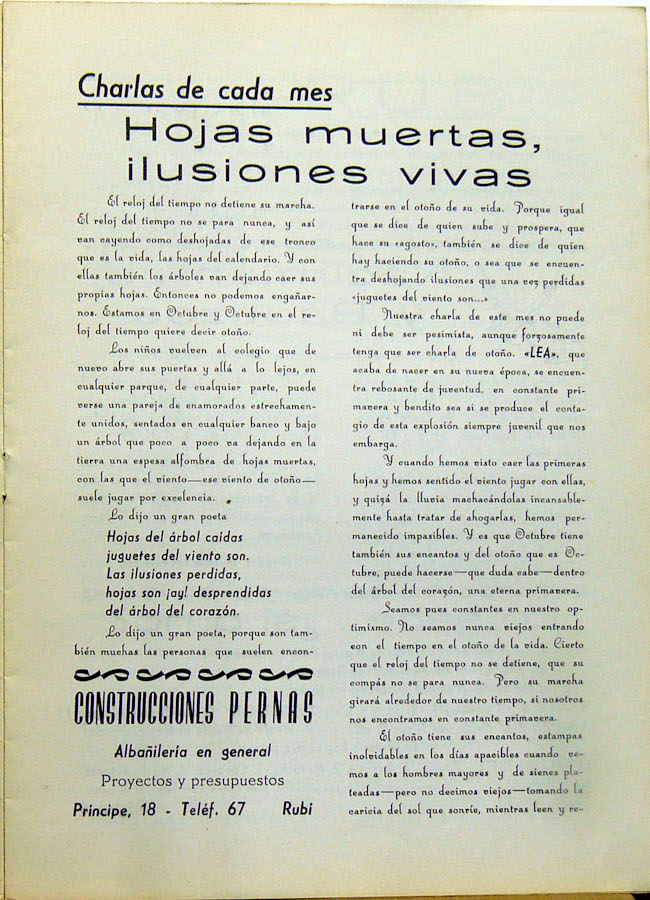 Charlas de cada mes
Hojas muertas,
ilusiones vivas
El reloj del tiempo no detiene su marcha.
El reloj del tiempo no se para nunca, y así
van cayendo como deshojadas de ese tronco
que es la vida, las hojas del calendario. Y con
ellas también los árboles van dejando caer sus
propias hojas. Entonces no podemos engañar-
nos. Estamos en Octubre y Octubre en el re-
loj del tiempo quiere decir otoño.
Los niños vuelven al colegio que de
nuevo abre sus puertas y allá a lo lejos, en
cualquier parque, de cualquier parte, puede
verse una pareja de enamorados estrechamen-
te unidos, sentados en cualquier banco y bajo
un árbol que poco a poco va dejando en la
tierra una espesa alfombra de hojas muertas,
con las que el viento—ese viento de otoño—
suele jugar por excelencia.
Lo dijo un gran poeta
Hojas del árbol caídas
juguetes del viento son.
Las ilusiones perdidas,
hojas son ¡ay! desprendidas
del árbol del corazón.
Lo dijo un gran poeta, porque son tam-
bién muchas las personas que suelen encon-
CONSTRUCCIONES PERNAS
Albañilería en general
Proyectos y presupuestos
Príncipe, 18 - Teléf. 67 Rubí
trarse en el otoño de su vida. Porque igual
que se dice de quien sube y prospera, que
hace su «agosto», también se dice de quien
hay haciendo su otoño, o sea que se encuen-
tra deshojando ilusiones que una vez perdidas
«juguetes del viento son...»
Nuestra charla de este mes no puede
ni debe ser pesimista, aunque forzosamente
tenga que ser charla de otoño. «LEA», que
acaba de nacer en su nueva época, se encuen-
tra rebosante de juventud, en constante pri-
mavera y bendito sea si se produce el conta-
gio de esta explosión siempre juvenil que nos
embarga.
Y cuando hemos visto caer las primeras
hojas y hemos sentido el viento jugar con ellas,
y quizá la lluvia machacándolas incansable-
mente hasta tratar de ahogarlas, hemos per-
manecido impasibles. Y es que Octubre tiene
también sus encantos y del otoño que es Oc-
tubre, puede hacerse—que duda cabe—dentro
del árbol del corazón, una eterna primavera.
Seamos pues constantes en nuestro op-
timismo. No seamos nunca viejos entrando
con el tiempo en el otoño de la vida. Cierto
que el reloj del tiempo no se detiene, que su
compás no se para nunca. Pero su marcha
girará alrededor de nuestro tiempo, si nosotros
nos encontramos en constante primavera.
El otoño tiene sus encantos, estampas
inolvidables en los días apacibles cuando ve-
mos a los hombres mayores y de sienes pla-
teadas—pero no decimos viejos—tomando la
caricia del sol que sonríe, mientras leen y re-